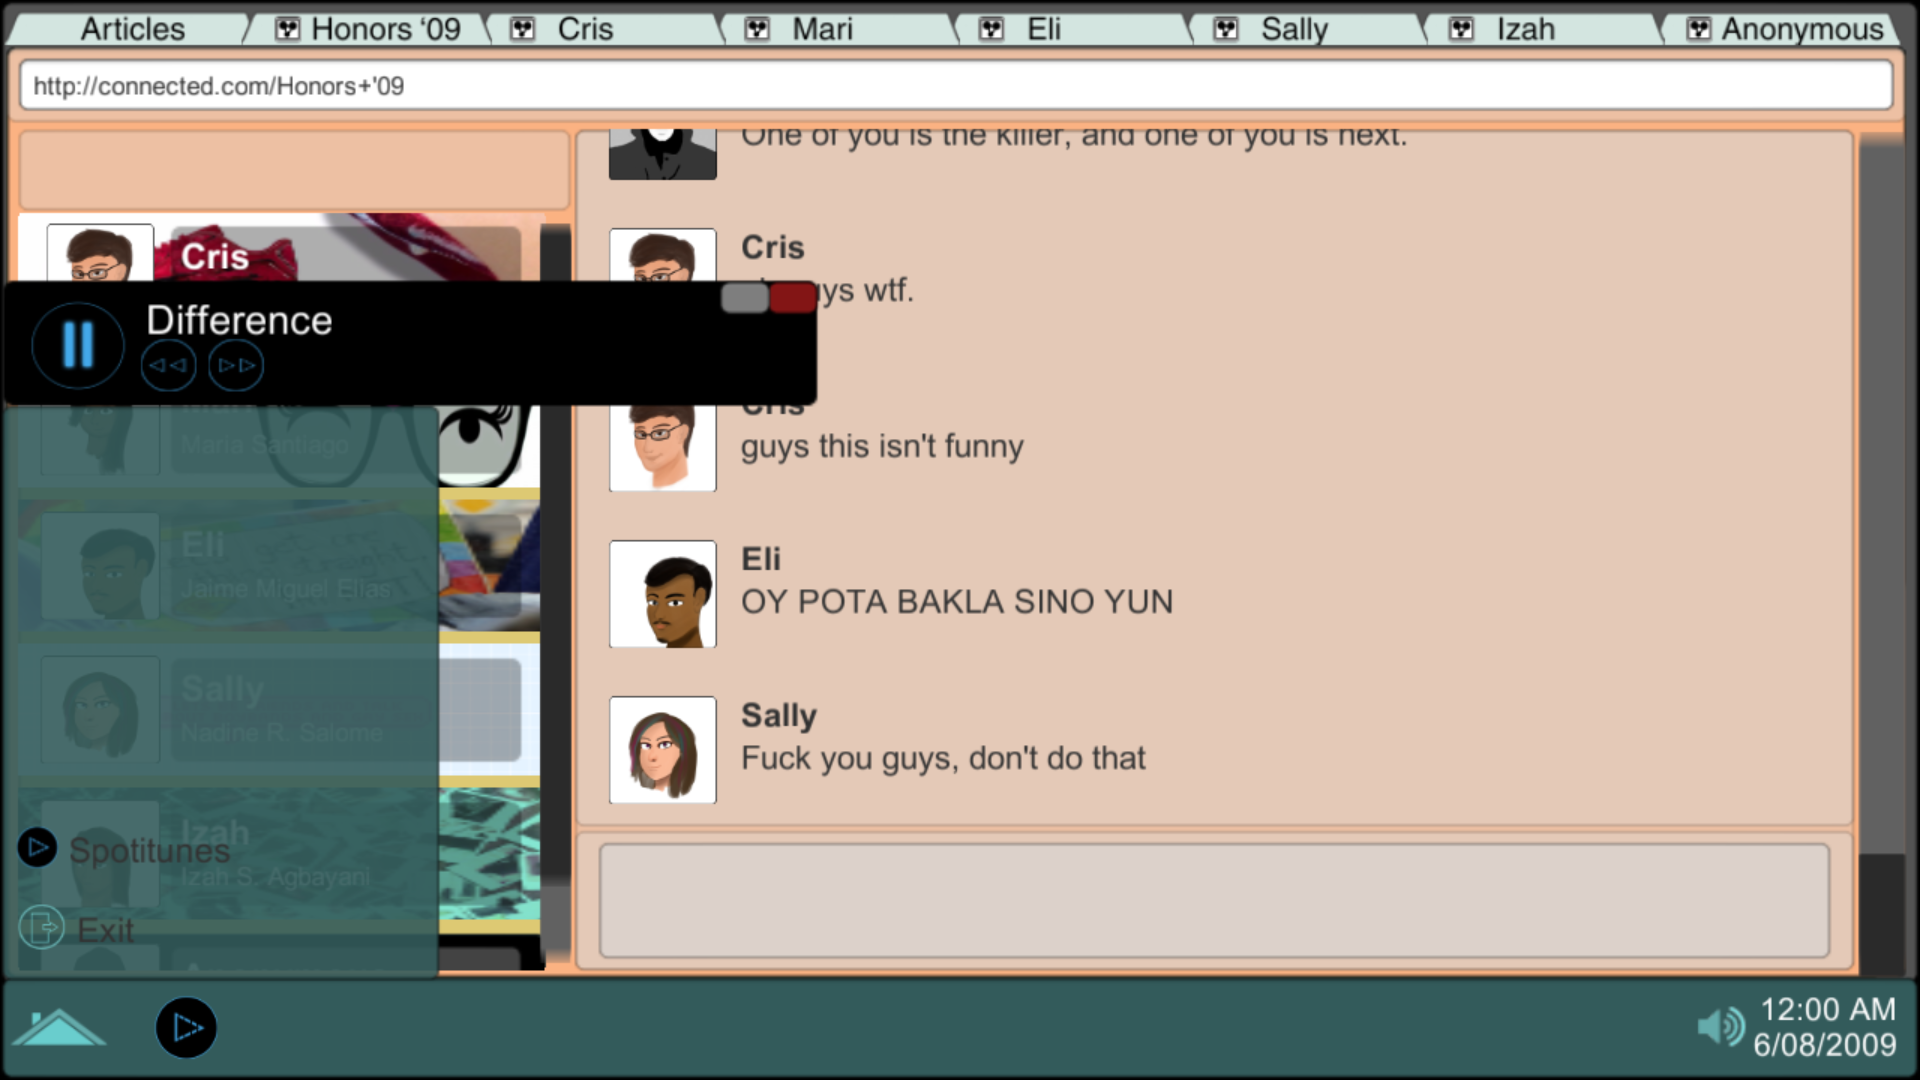 Articles
Honors ‘09
Cris
Mari
Eli
Sally
Izah
Anonymous
http://connected.com/Honors+'09
Cris
Difference
Maria Santiago
Eli
Jaime Miguel Elias
Sally
Nadine R. Salome
Izah
Spotitunes
Izah S. Agbayani
Exit
One of you is the killer, and one of you is next.
Cris
wtf.
Cris
guys this isn't funny
Eli
OY POTA BAKLA SINO YUN
Sally
Fuck you guys, don't do that
12:00 AM
6/08/2009